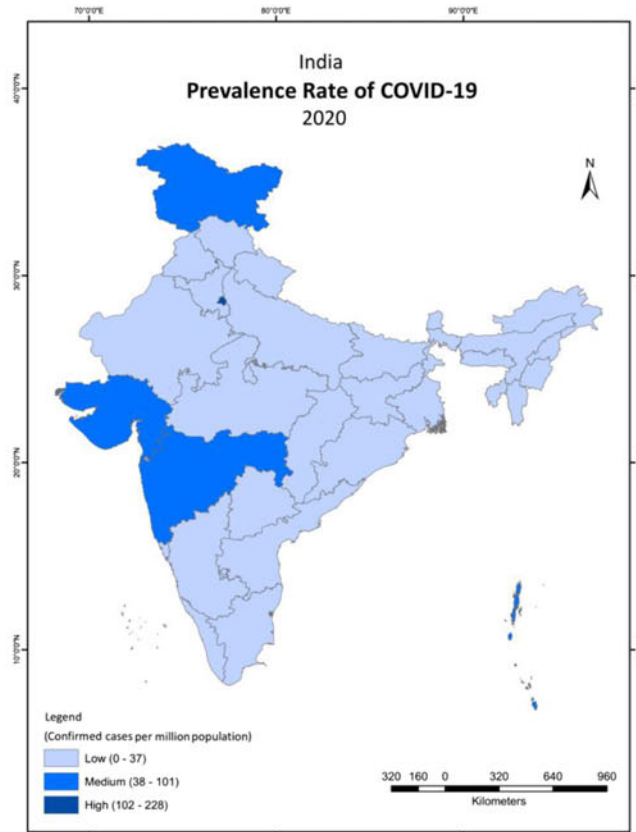 70°0'0"E 80°0'0"E 90°0'0"E
India
Prevalence Rate of COVID-19
2020
40°0'0"N
N
30°0'0"N
20°0'0"N
10°0'0"N
Legend
(Confirmed cases per million population)
Low (0 - 37)
Medium (38 - 101)
High (102 - 228)
320 160 0 320 640 960
Kilometers